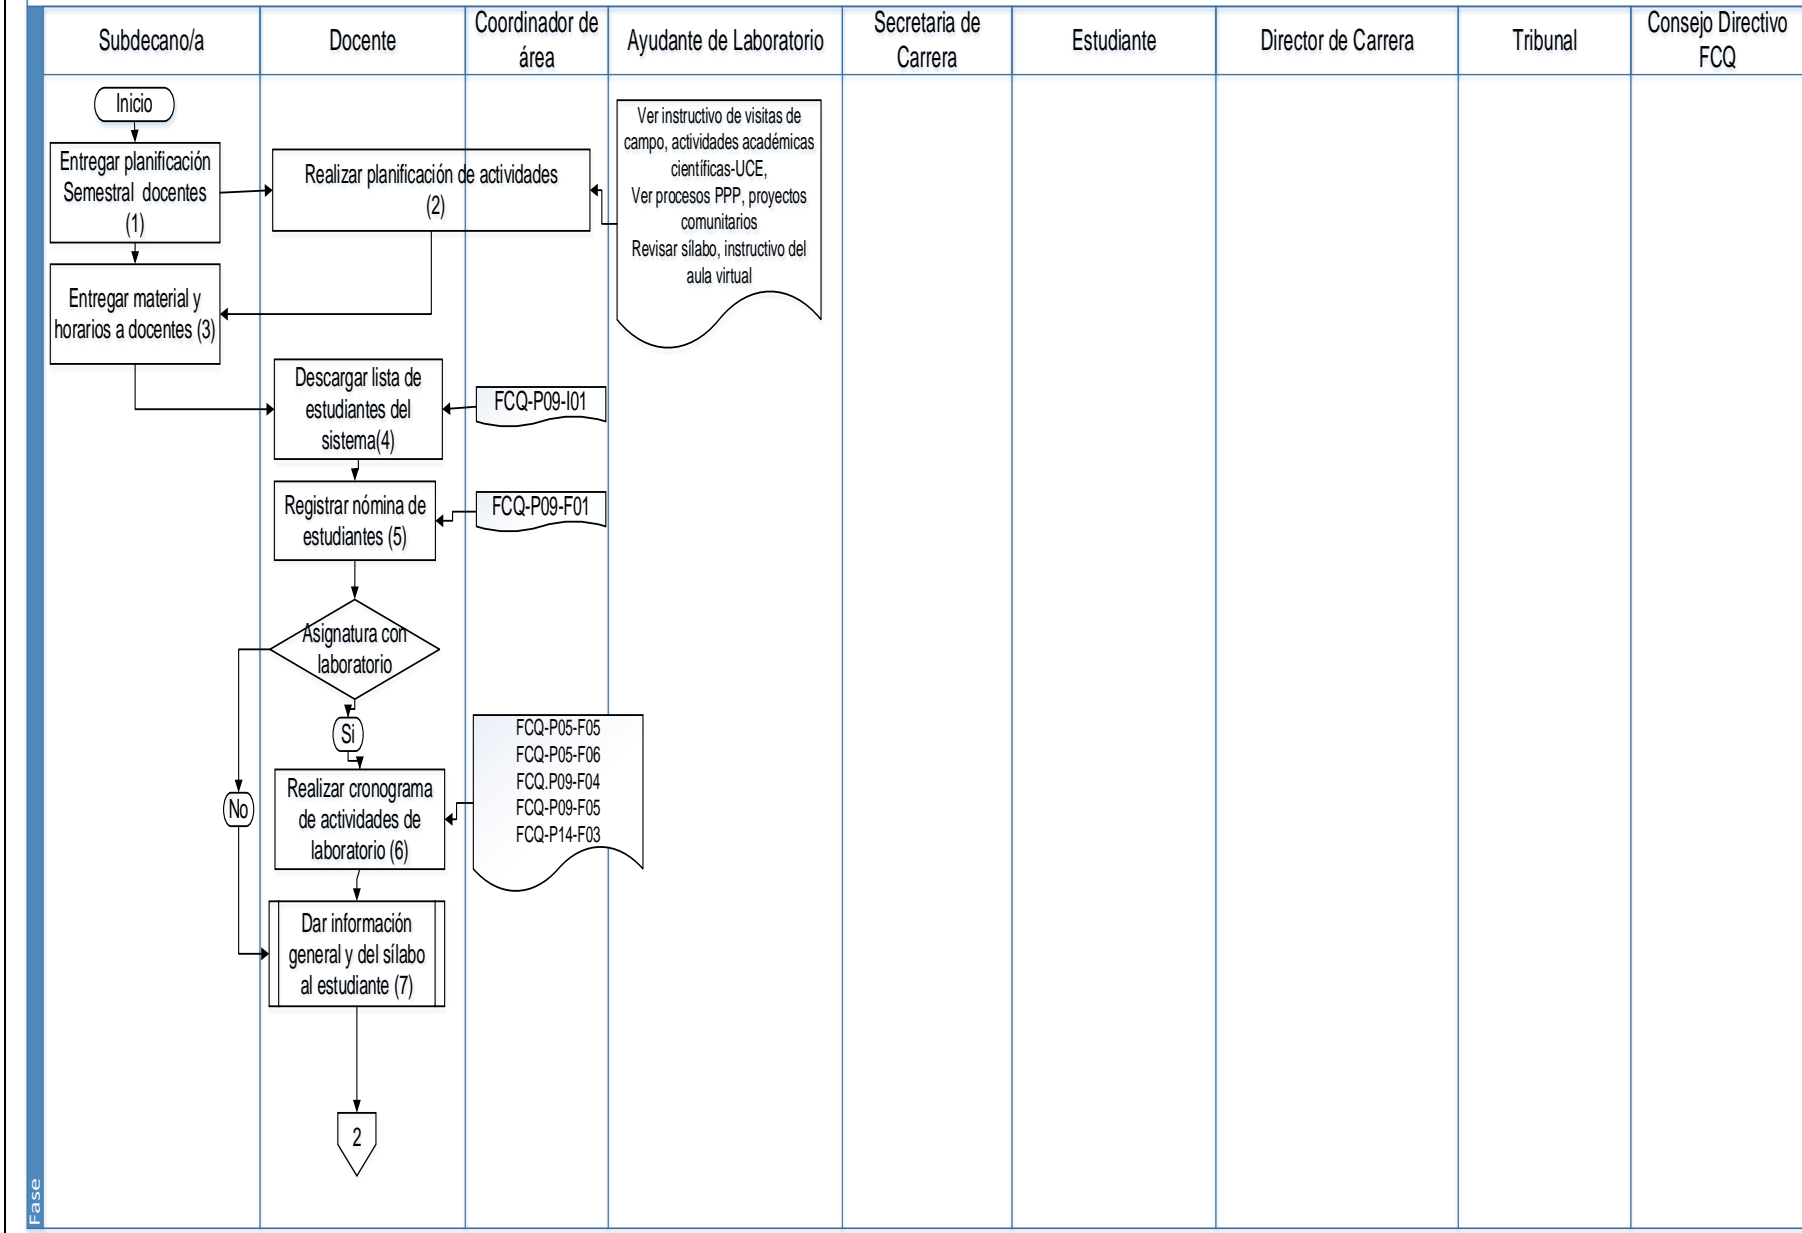 Subdecano/a
Docente
Coordinador de
área
Ayudante de Laboratorio
Secretaria de
Carrera
Estudiante
Director de Carrera
Tribunal
Consejo Directivo
FCQ
Inicio
Entregar planificación
Semestral docentes
(1)
Realizar planificación de actividades
(2)
Ver instructivo de visitas de
campo, actividades académicas
científicas-UCE,
Ver procesos PPP, proyectos
comunitarios
Revisar sílabo, instructivo del
aula virtual
Entregar material y
horarios a docentes (3)
Descargar lista de
estudiantes del
sistema(4)
FCQ-P09-I01
Registrar nómina de
estudiantes (5)
FCQ-P09-F01
Asignatura con
laboratorio
Si
No
Realizar cronograma
de actividades de
laboratorio (6)
FCQ-P05-F05
FCQ-P05-F06
FCQ.P09-F04
FCQ-P09-F05
FCQ-P14-F03
Dar información
general y del sílabo
al estudiante (7)
2
Fase